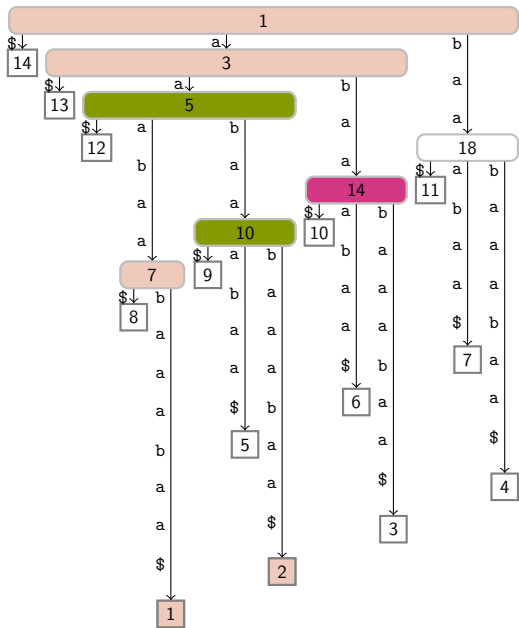 1
$ a b
14 3
$ a b a
13 5
$ a b a a
12 18
b a a $ a b
14 11
a a $ a b b a
10 10
a $ a b b a a a
7 9
$ b b a a a a a
8
a a a a a $ b
7
a a a $ b a
6
a $ b a a
5
b a a $
4
a a $
3
a $
2
$
1